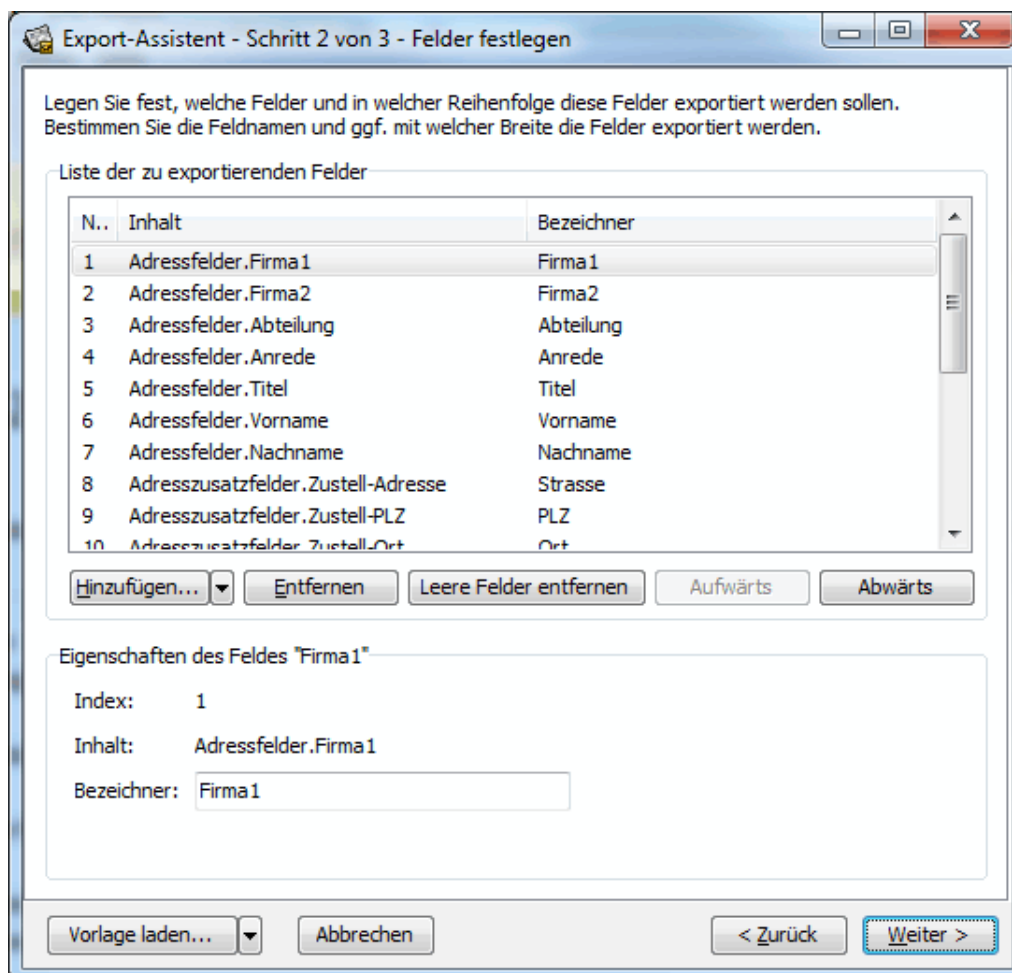 Export-Assistent - Schritt 2 von 3 - Felder festlegen
Legen Sie fest, welche Felder und in welcher Reihenfolge diese Felder exportiert werden sollen.
Bestimmen Sie die Feldnamen und ggf. mit welcher Breite die Felder exportiert werden.
Liste der zu exportierenden Felder
N.. Inhalt Bezeichner
1 Adressfelder.Firma1 Firma1
2 Adressfelder.Firma2 Firma2
3 Adressfelder.Abteilung Abteilung
4 Adressfelder.Anrede Anrede
5 Adressfelder.Titel Titel
6 Adressfelder.Vorname Vorname
7 Adressfelder.Nachname Nachname
8 Adresszusatzfelder.Zustell-Adresse Strasse
9 Adresszusatzfelder.Zustell-PLZ PLZ
10 Adresszusatzfelder.Zustell-Ort Ort
Hinzufügen... Entfernen Leere Felder entfernen Aufwärts Abwärts
Eigenschaften des Feldes "Firma1"
Index: 1
Inhalt: Adressfelder.Firma1
Bezeichner: Firma1
Vorlage laden... Abbrechen < Zurück Weiter >